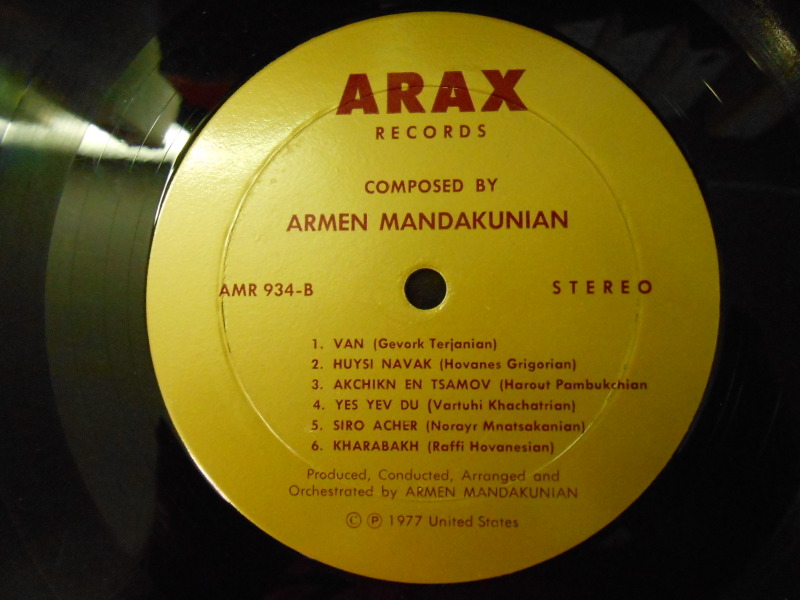 ARAX
RECORDS
COMPOSED BY
ARMEN MANDAKUNIAN
AMR 934-B STEREO
1. VAN (Gevork Terjanian)
2. HUYSI NAVAK (Hovanes Grigorian)
3. AKCHIKN EN TSAMOV (Harout Pambukchian
4. YES YEV DU (Vartuhi Khachatrian)
5. SIRO ACHER (Norayr Mnatsakanian)
6. KHARABAKH (Raffi Hovanesian)
Produced, Conducted, Arranged and
Orchestrated by ARMEN MANDAKUNIAN
© ℗ 1977 United States